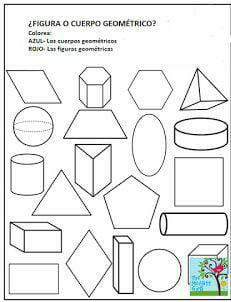 ¿FIGURA O CUERPO GEOMÉTRICO?
Colorea:
AZUL- Los cuerpos geométricos
ROJO- Las figuras geométricas